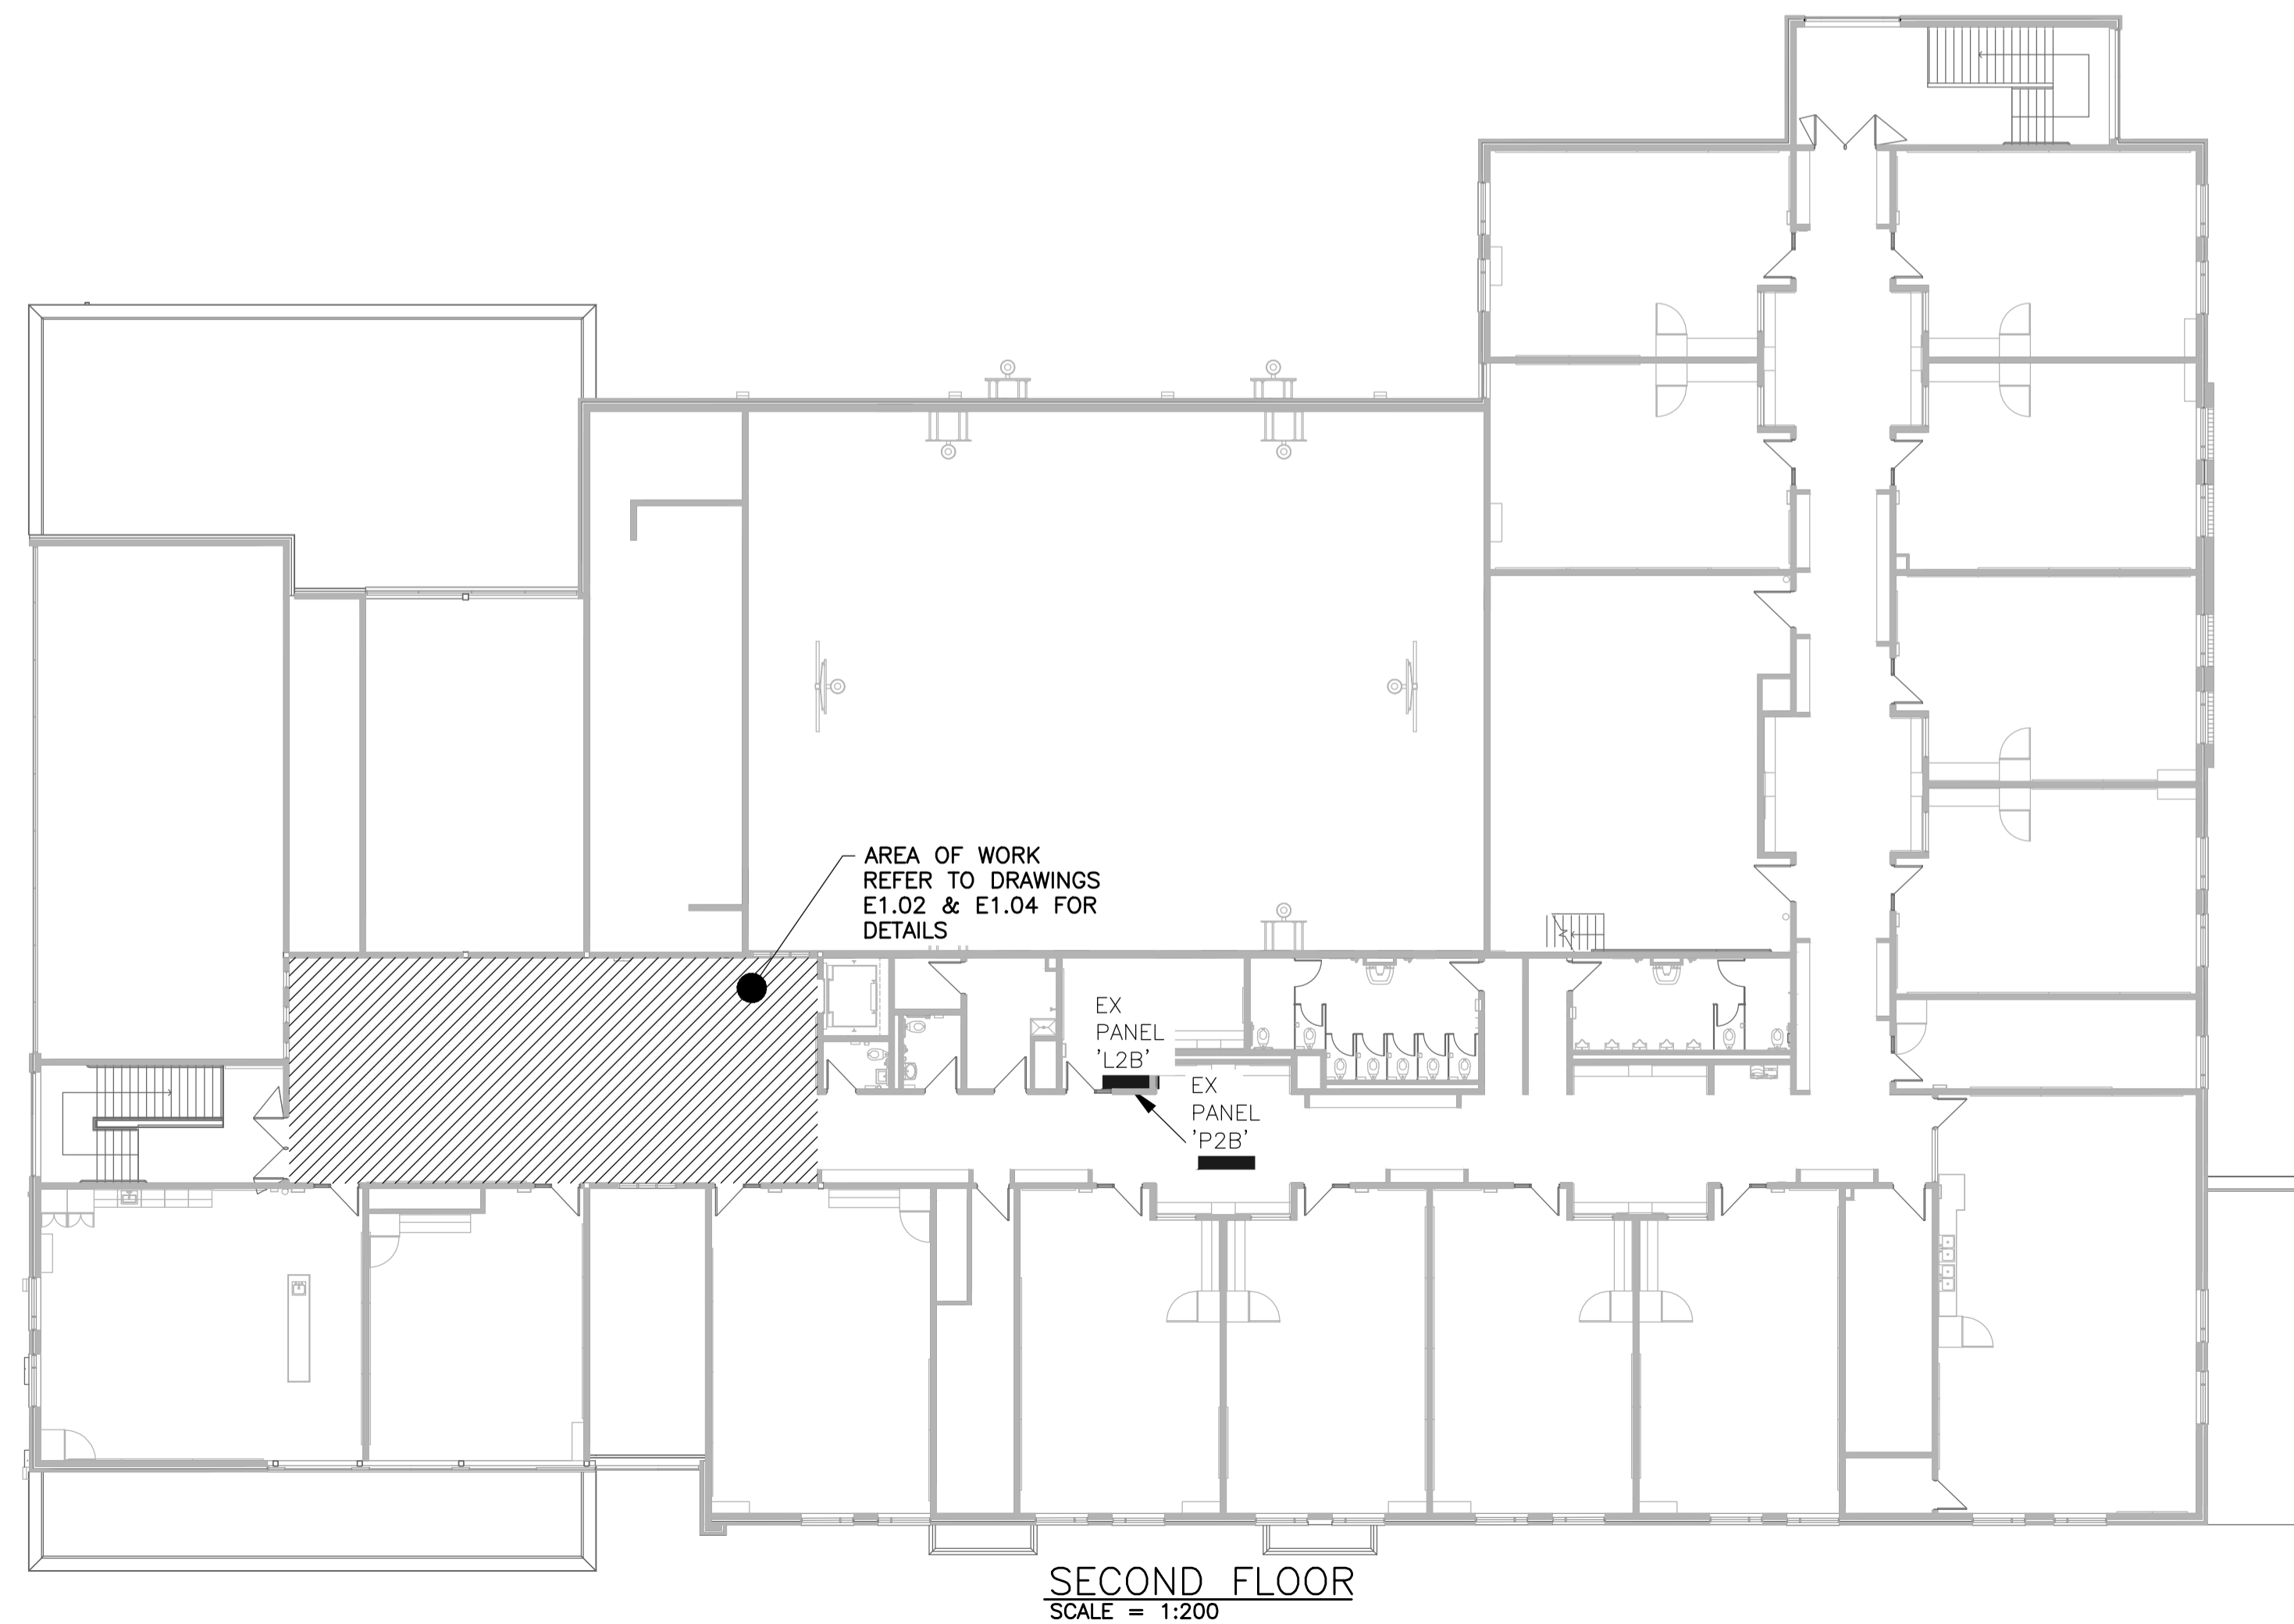 AREA OF WORK
REFER TO DRAWINGS
E1.02 & E1.04 FOR
DETAILS
EX
PANEL
'L2B'
EX
PANEL
'P2B'
SECOND FLOOR
SCALE = 1:200